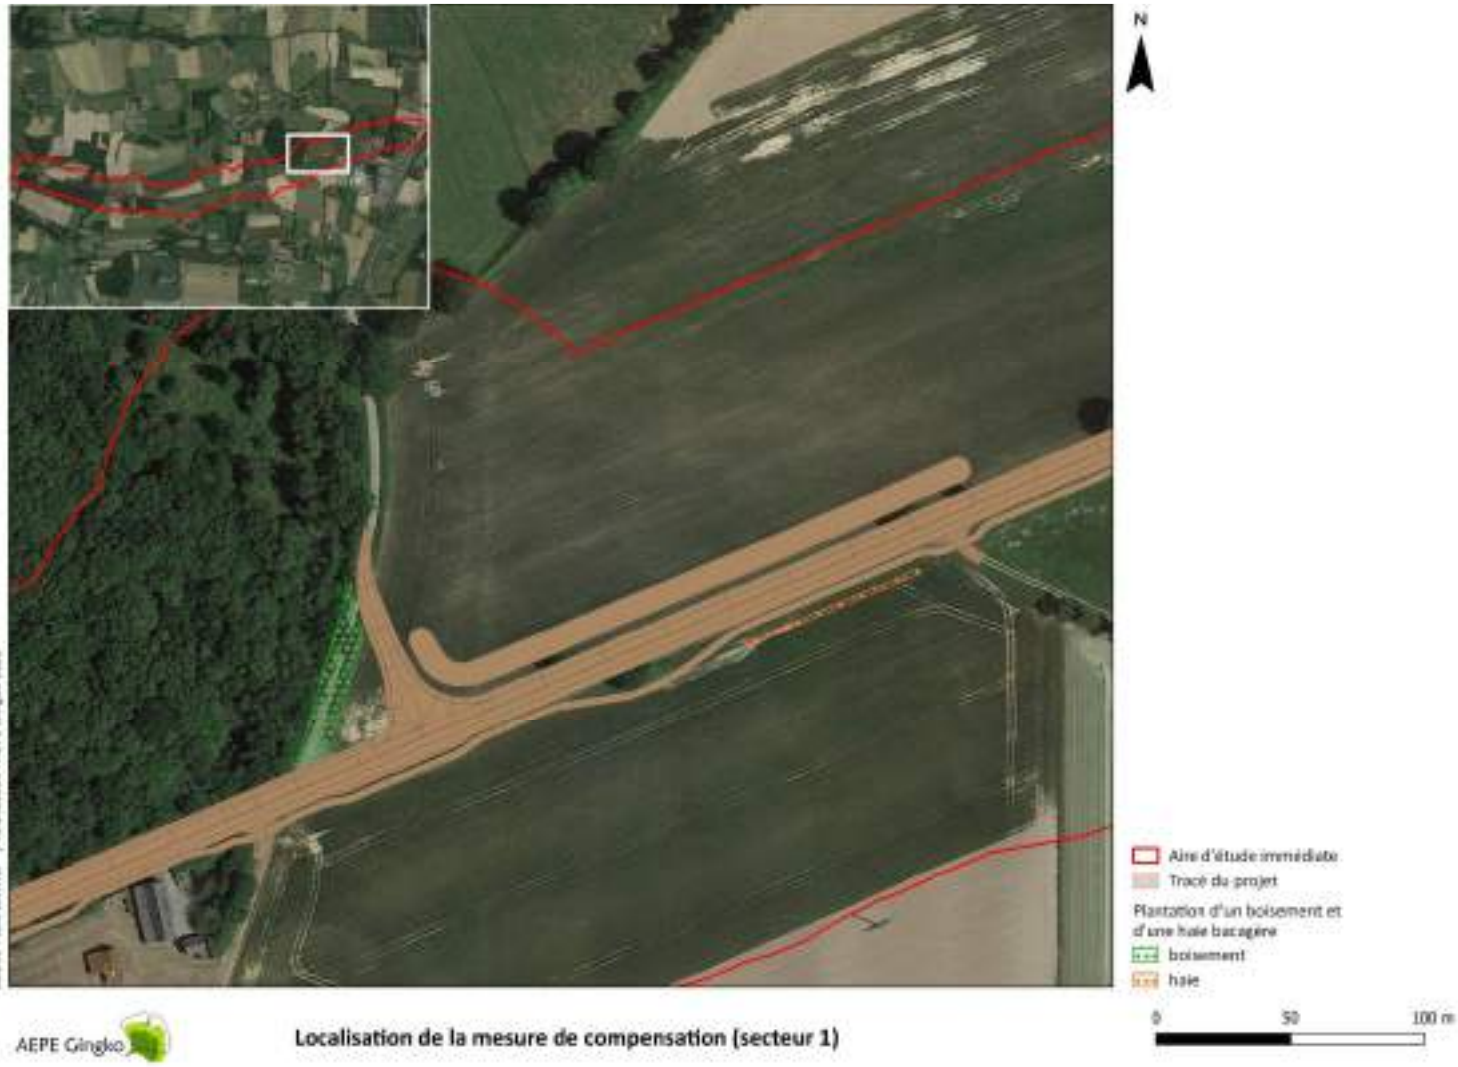 N
Aire d'étude immédiate
Tracé du projet
Plantation d'un boisement et
d'une haie bacagère
boisement
haie
0 50 100 m
AEPE Gingko
Localisation de la mesure de compensation (secteur 1)